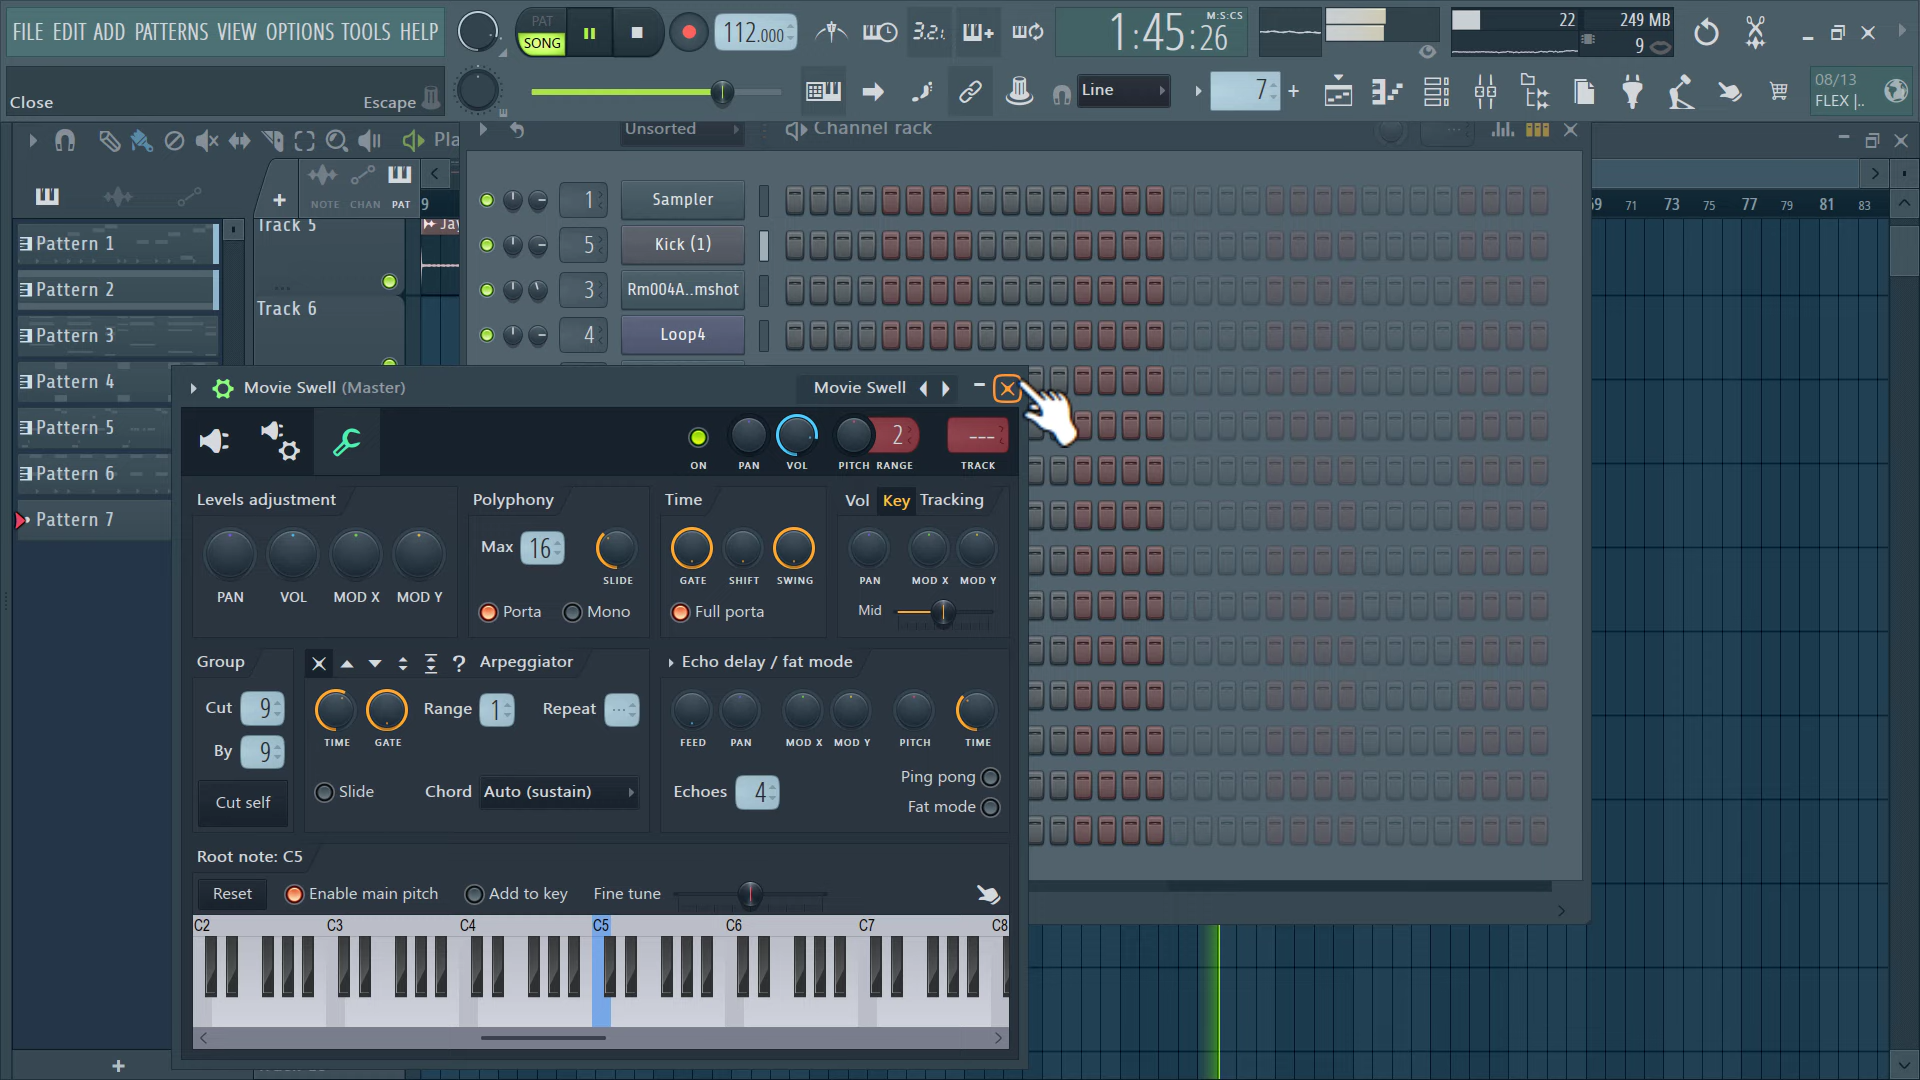 FILE EDIT ADD PATTERNS VIEW OPTIONS TOOLS HELP
PAT
SONG
112.000
3.2.
1:45:26
M:S:CS
22
249 MB
9
Close
Escape
Line
7
08/13
FLEX |..
Unsorted
Channel rack
NOTE
CHAN
PAT
9
71
73
75
77
79
81
83
Pattern 1
Pattern 2
Pattern 3
Pattern 4
Pattern 5
Pattern 6
Pattern 7
Track 5
Track 6
1
Sampler
5
Kick (1)
3
Rm004A..mshot
4
Loop4
Movie Swell (Master)
Movie Swell
2
---
ON
PAN
VOL
PITCH
RANGE
TRACK
Levels adjustment
Polyphony
Time
Vol
Key
Tracking
Max
16
SLIDE
GATE
SHIFT
SWING
PAN
MOD X
MOD Y
PAN
VOL
MOD X
MOD Y
Porta
Mono
Full porta
Mid
Group
? Arpeggiator
Echo delay / fat mode
Cut
9
By
9
Cut self
TIME
GATE
Range
1
Repeat
Slide
Chord
Auto (sustain)
FEED
PAN
MOD X
MOD Y
PITCH
TIME
Echoes
4
Ping pong
Fat mode
Root note: C5
Reset
Enable main pitch
Add to key
Fine tune
C2
C3
C4
C5
C6
C7
C8